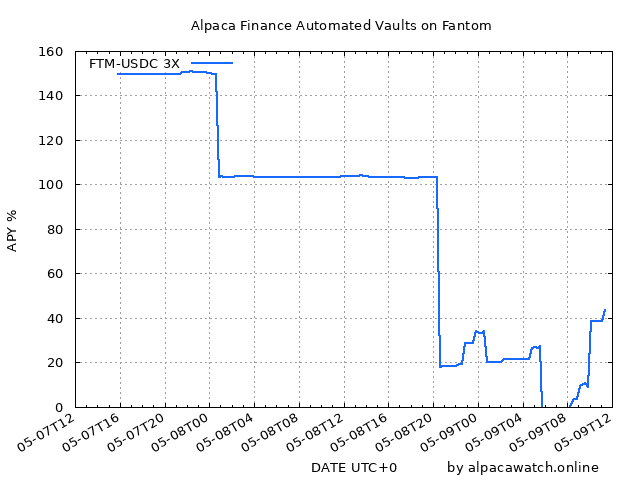 Alpaca Finance Automated Vaults on Fantom
160
FTM-USDC 3X
140
120
100
80
60
40
20
0
APY %
05-07T12
05-07T16
05-07T20
05-08T00
05-08T04
05-08T08
05-08T12
05-08T16
05-08T20
05-09T00
05-09T04
05-09T08
05-09T12
DATE UTC+0
by alpacawatch.online